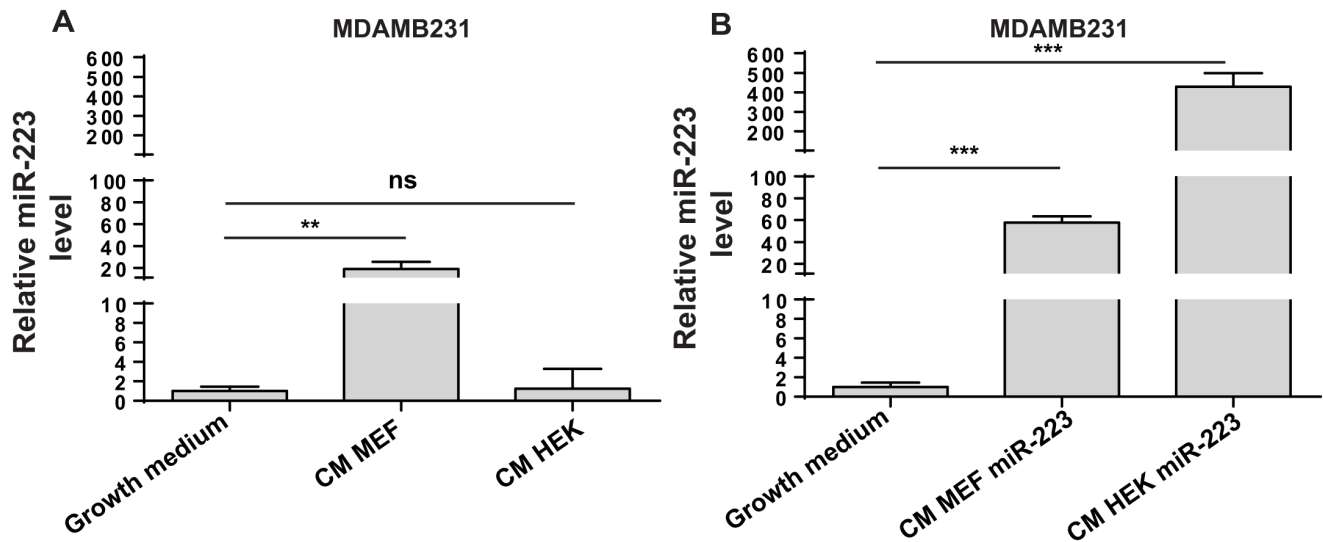 A
MDAMB231
Relative miR-223
level
600
500
400
300
200
100
80
60
40
20
10
8
6
4
2
0
ns
**
Growth medium
CM MEF
CM HEK
B
MDAMB231
Relative miR-223
level
600
500
400
300
200
100
80
60
40
20
10
8
6
4
2
0
***
***
Growth medium
CM MEF miR-223
CM HEK miR-223